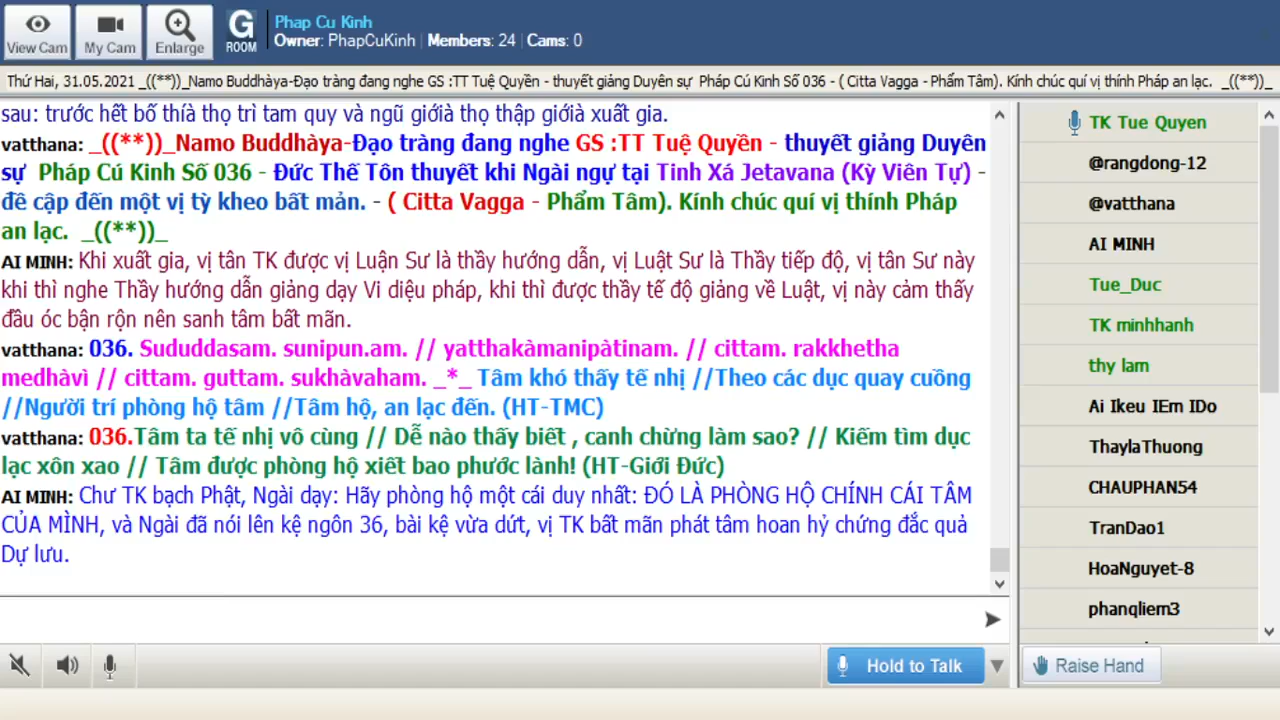 View Cam
My Cam
Enlarge
G
ROOM
Phap Cu Kinh
Owner: PhapCuKinh | Members: 24 | Cams: 0
Thứ Hai, 31.05.2021 _((**))_Namo Buddhàya-Đạo tràng đang nghe GS :TT Tuệ Quyền - thuyết giảng Duyên sự Pháp Cú Kinh Số 036 - ( Citta Vagga - Phẩm Tâm). Kính chúc quí vị thính Pháp an lạc. _((**))_
sau: trước hết bố thíà thọ trì tam quy và ngũ giớià thọ thập giớià xuất gia.
vatthana: _((**))_Namo Buddhàya-Đạo tràng đang nghe GS :TT Tuệ Quyền - thuyết giảng Duyên
sự Pháp Cú Kinh Số 036 - Đức Thế Tôn thuyết khi Ngài ngự tại Tinh Xá Jetavana (Kỳ Viên Tự) -
đề cập đến một vị tỳ kheo bất mản. - ( Citta Vagga - Phẩm Tâm). Kính chúc quí vị thính Pháp
an lạc. _((**))_
AI MINH: Khi xuất gia, vị tân TK được vị Luận Sư là thầy hướng dẫn, vị Luật Sư là Thầy tiếp độ, vị tân Sư này
khi thì nghe Thầy hướng dẫn giảng dạy Vi diệu pháp, khi thì được thầy tế độ giảng về Luật, vị này cảm thấy
đầu óc bận rộn nên sanh tâm bất mãn.
vatthana: 036. Sududdasam. sunipun.am. // yatthakàmanipàtinam. // cittam. rakkhetha
medhàvì // cittam. guttam. sukhàvaham. _*_ Tâm khó thấy tế nhị //Theo các dục quay cuồng
//Người trí phòng hộ tâm //Tâm hộ, an lạc đến. (HT-TMC)
vatthana: 036.Tâm ta tế nhị vô cùng // Dễ nào thấy biết , canh chừng làm sao? // Kiếm tìm dục
lạc xôn xao // Tâm được phòng hộ xiết bao phước lành! (HT-Giới Đức)
AI MINH: Chư TK bạch Phật, Ngài dạy: Hãy phòng hộ một cái duy nhất: ĐÓ LÀ PHÒNG HỘ CHÍNH CÁI TÂM
CỦA MÌNH, và Ngài đã nói lên kệ ngôn 36, bài kệ vừa dứt, vị TK bất mãn phát tâm hoan hỷ chứng đắc quả
Dự lưu.
TK Tue Quyen
@rangdong-12
@vatthana
AI MINH
Tue_Duc
TK minhhanh
thy lam
Ai Ikeu IEm IDo
ThaylaThuong
CHAUPHAN54
TranDao1
HoaNguyet-8
phanqliem3
Hold to Talk
Raise Hand